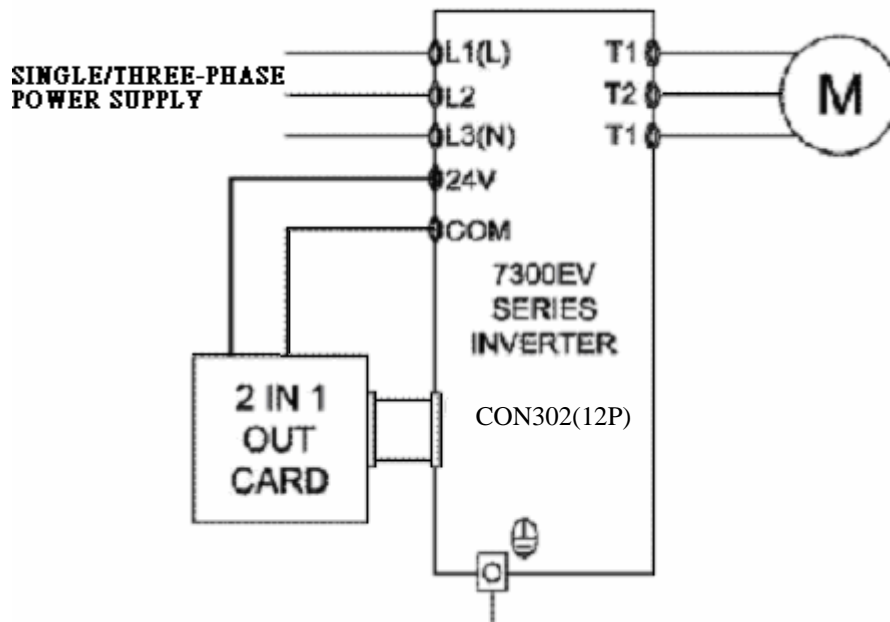 SINGLE/THREE-PHASE
POWER SUPPLY
L1(L)
L2
L3(N)
24V
COM
T1
T2
T1
M
7300EV
SERIES
INVERTER
CON302(12P)
2 IN 1
OUT
CARD